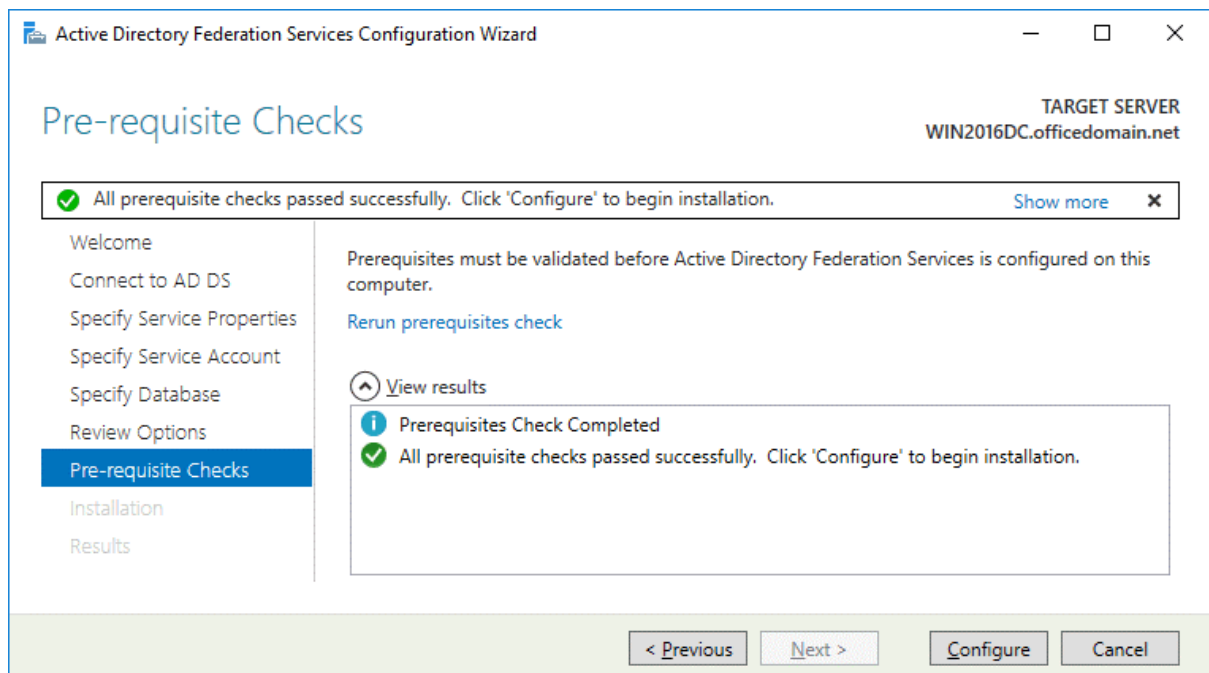 Active Directory Federation Services Configuration Wizard
Pre-requisite Checks
TARGET SERVER
WIN2016DC.officedomain.net
All prerequisite checks passed successfully.  Click 'Configure' to begin installation.
Show more
Welcome
Connect to AD DS
Specify Service Properties
Specify Service Account
Specify Database
Review Options
Pre-requisite Checks
Installation
Results
Prerequisites must be validated before Active Directory Federation Services is configured on this
computer.
Rerun prerequisites check
View results
Prerequisites Check Completed
All prerequisite checks passed successfully.  Click 'Configure' to begin installation.
< Previous
Next >
Configure
Cancel